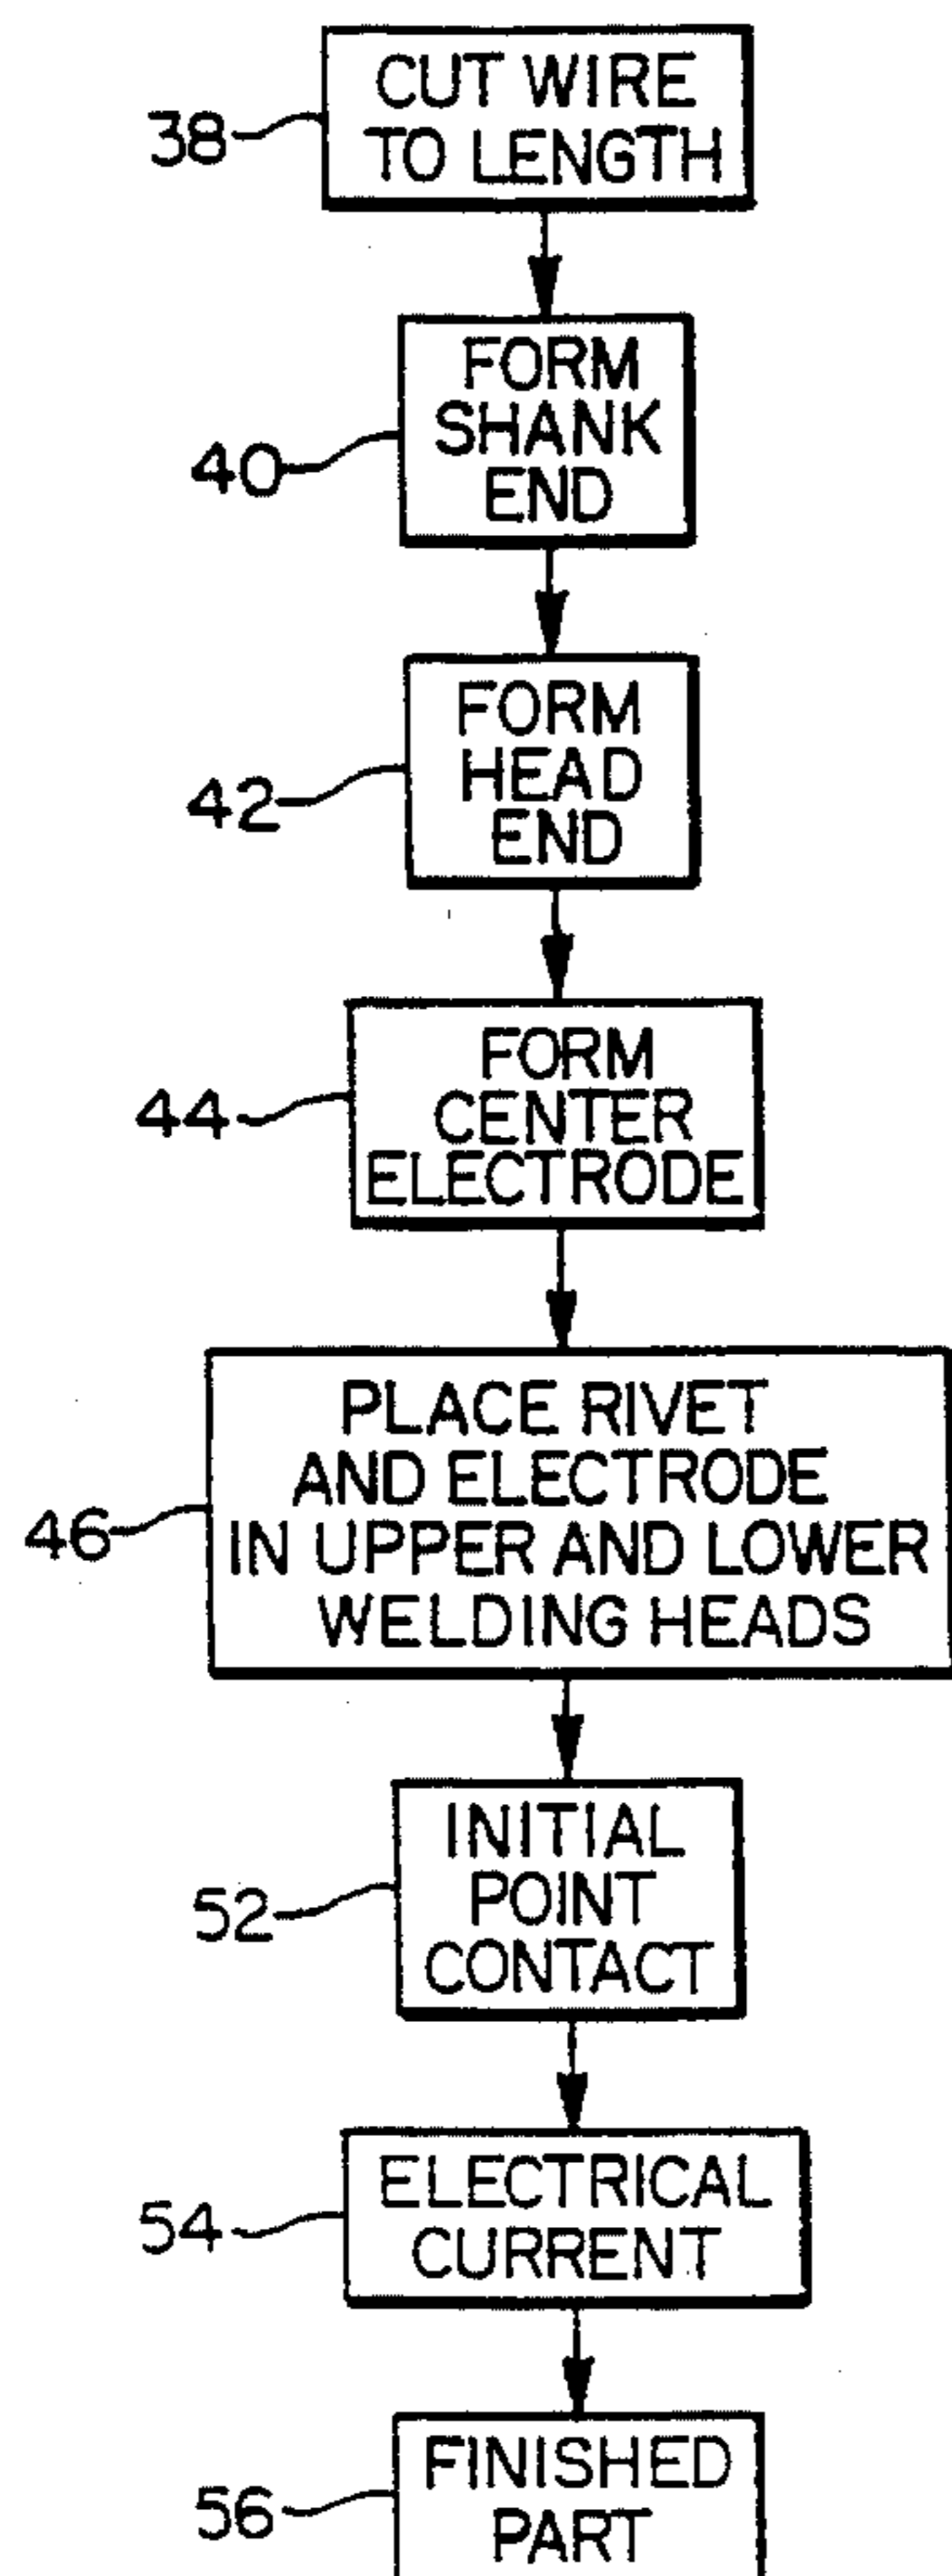 CUT WIRE
TO LENGTH
38
FORM
SHANK
END
40
FORM
HEAD
END
42
FORM
CENTER
ELECTRODE
44
PLACE RIVET
AND ELECTRODE
IN UPPER AND LOWER
WELDING HEADS
46
INITIAL
POINT
CONTACT
52
ELECTRICAL
CURRENT
54
FINISHED
PART
56